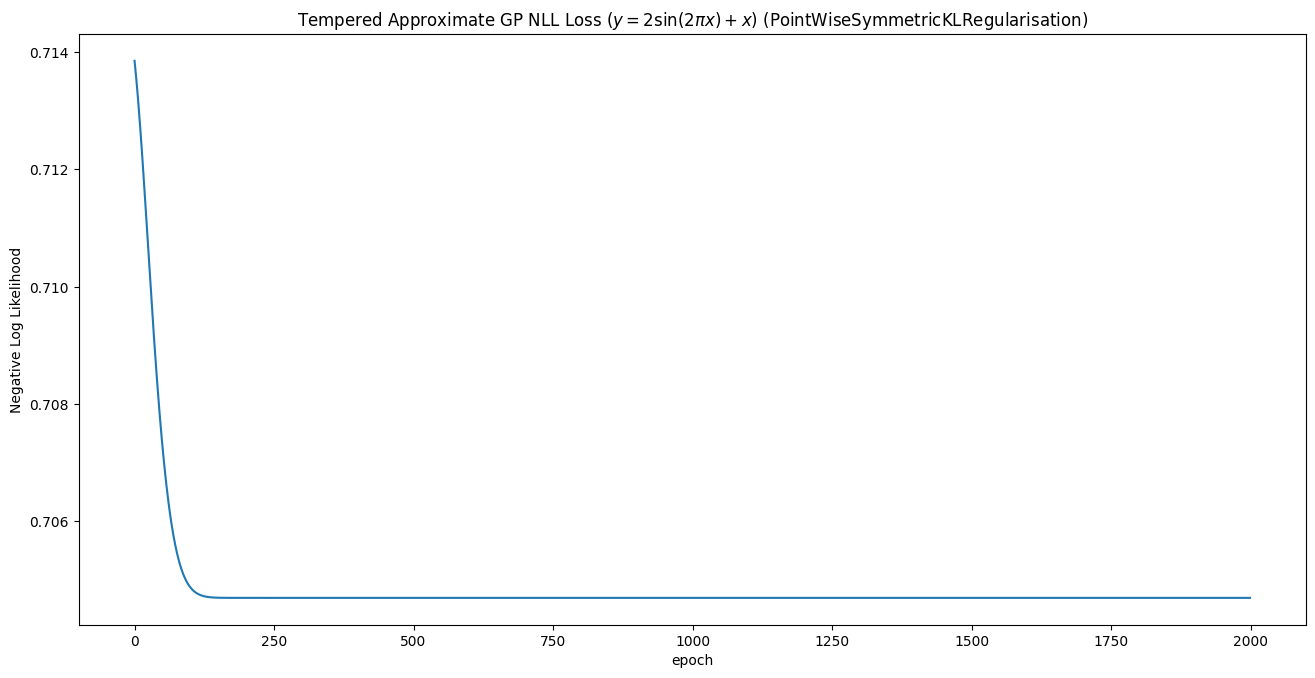 Tempered Approximate GP NLL Loss (y = 2sin(2πx) + x) (PointWiseSymmetricKLRegularisation)
0.714
0.712
0.710
0.708
0.706
Negative Log Likelihood
0 250 500 750 1000 1250 1500 1750 2000
epoch